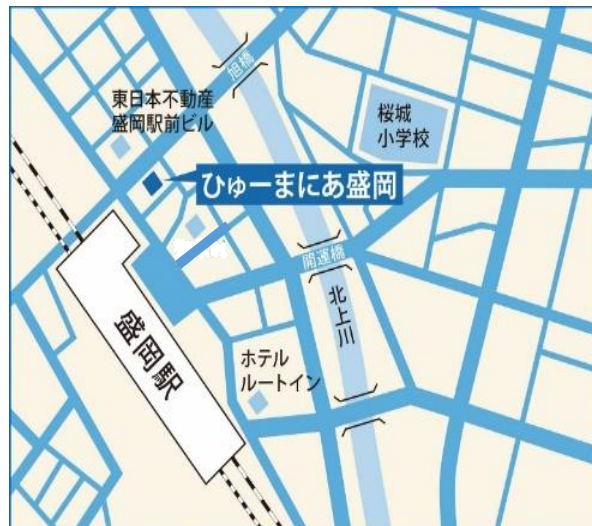 旭橋
東日本不動産
盛岡駅前ビル
桜城
小学校
ひゅーまにあ盛岡
開運橋
北上川
盛岡駅
ホテル
ルートイン